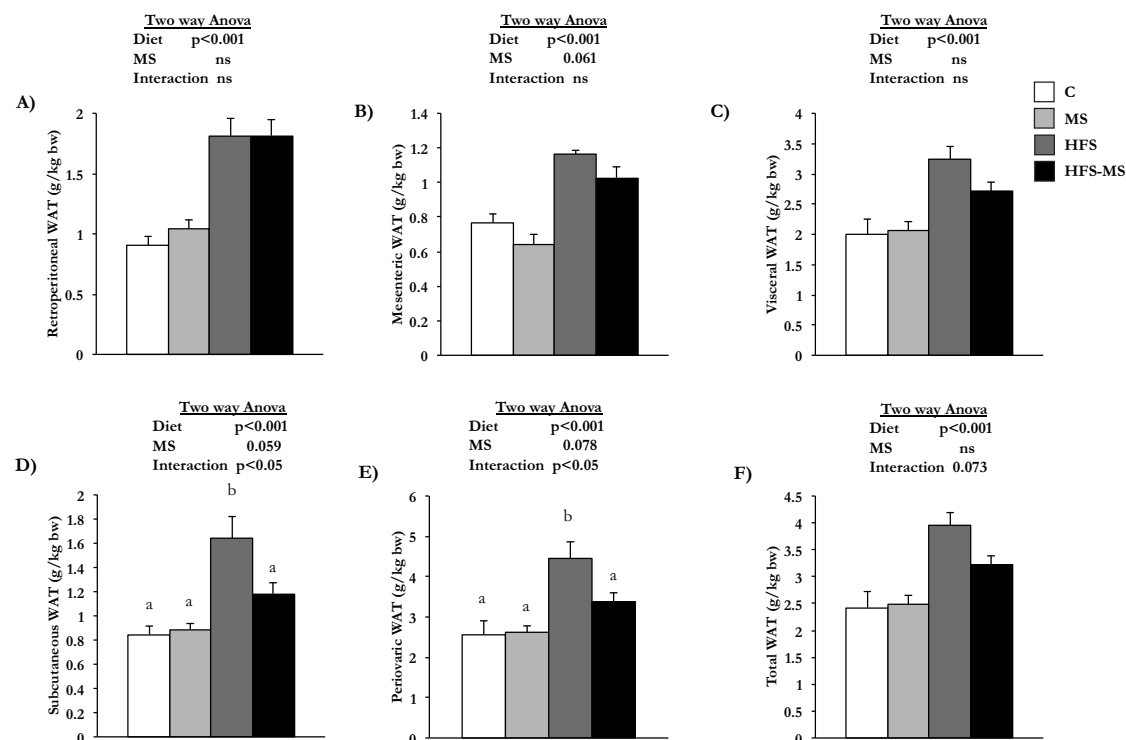 Two way Anova
Diet p<0.001
MS ns
Interaction ns
A)
Retroperitoneal WAT (g/kg bw)
2
1.5
1
0.5
0
Two way Anova
Diet p<0.001
MS 0.061
Interaction ns
B)
Mesenteric WAT (g/kg bw)
1.4
1.2
1
0.8
0.6
0.4
0.2
0
Two way Anova
Diet p<0.001
MS ns
Interaction ns
C)
Visceral WAT (g/kg bw)
4
3.5
3
2.5
2
1.5
1
0.5
0
C
MS
HFS
HFS-MS
Two way Anova
Diet p<0.001
MS 0.059
Interaction p<0.05
D)
Subcutaneous WAT (g/kg bw)
2
1.8
1.6
1.4
1.2
1
0.8
0.6
0.4
0.2
0
a a b a
Two way Anova
Diet p<0.001
MS 0.078
Interaction p<0.05
E)
Periovaric WAT (g/kg bw)
6
5
4
3
2
1
0
a a b a
Two way Anova
Diet p<0.001
MS ns
Interaction 0.073
F)
Total WAT (g/kg bw)
4.5
4
3.5
3
2.5
2
1.5
1
0.5
0